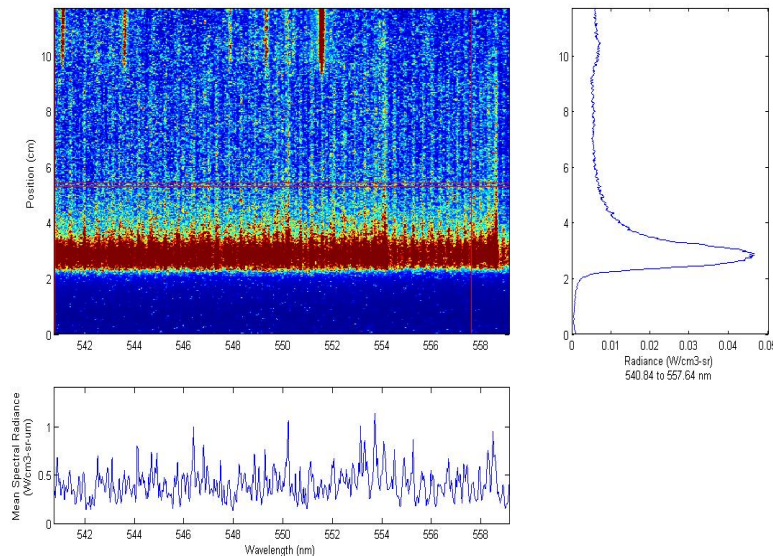 10
8
6
4
2
0
Position (cm)
542 544 546 548 550 552 554 556 558
10
8
6
4
2
0
0 0.01 0.02 0.03 0.04 0.05
Radiance (W/cm3-sr)
540.84 to 557.64 nm
Mean Spectral Radiance
(W/cm3-sr-um)
1
0.5
0
542 544 546 548 550 552 554 556 558
Wavelength (nm)